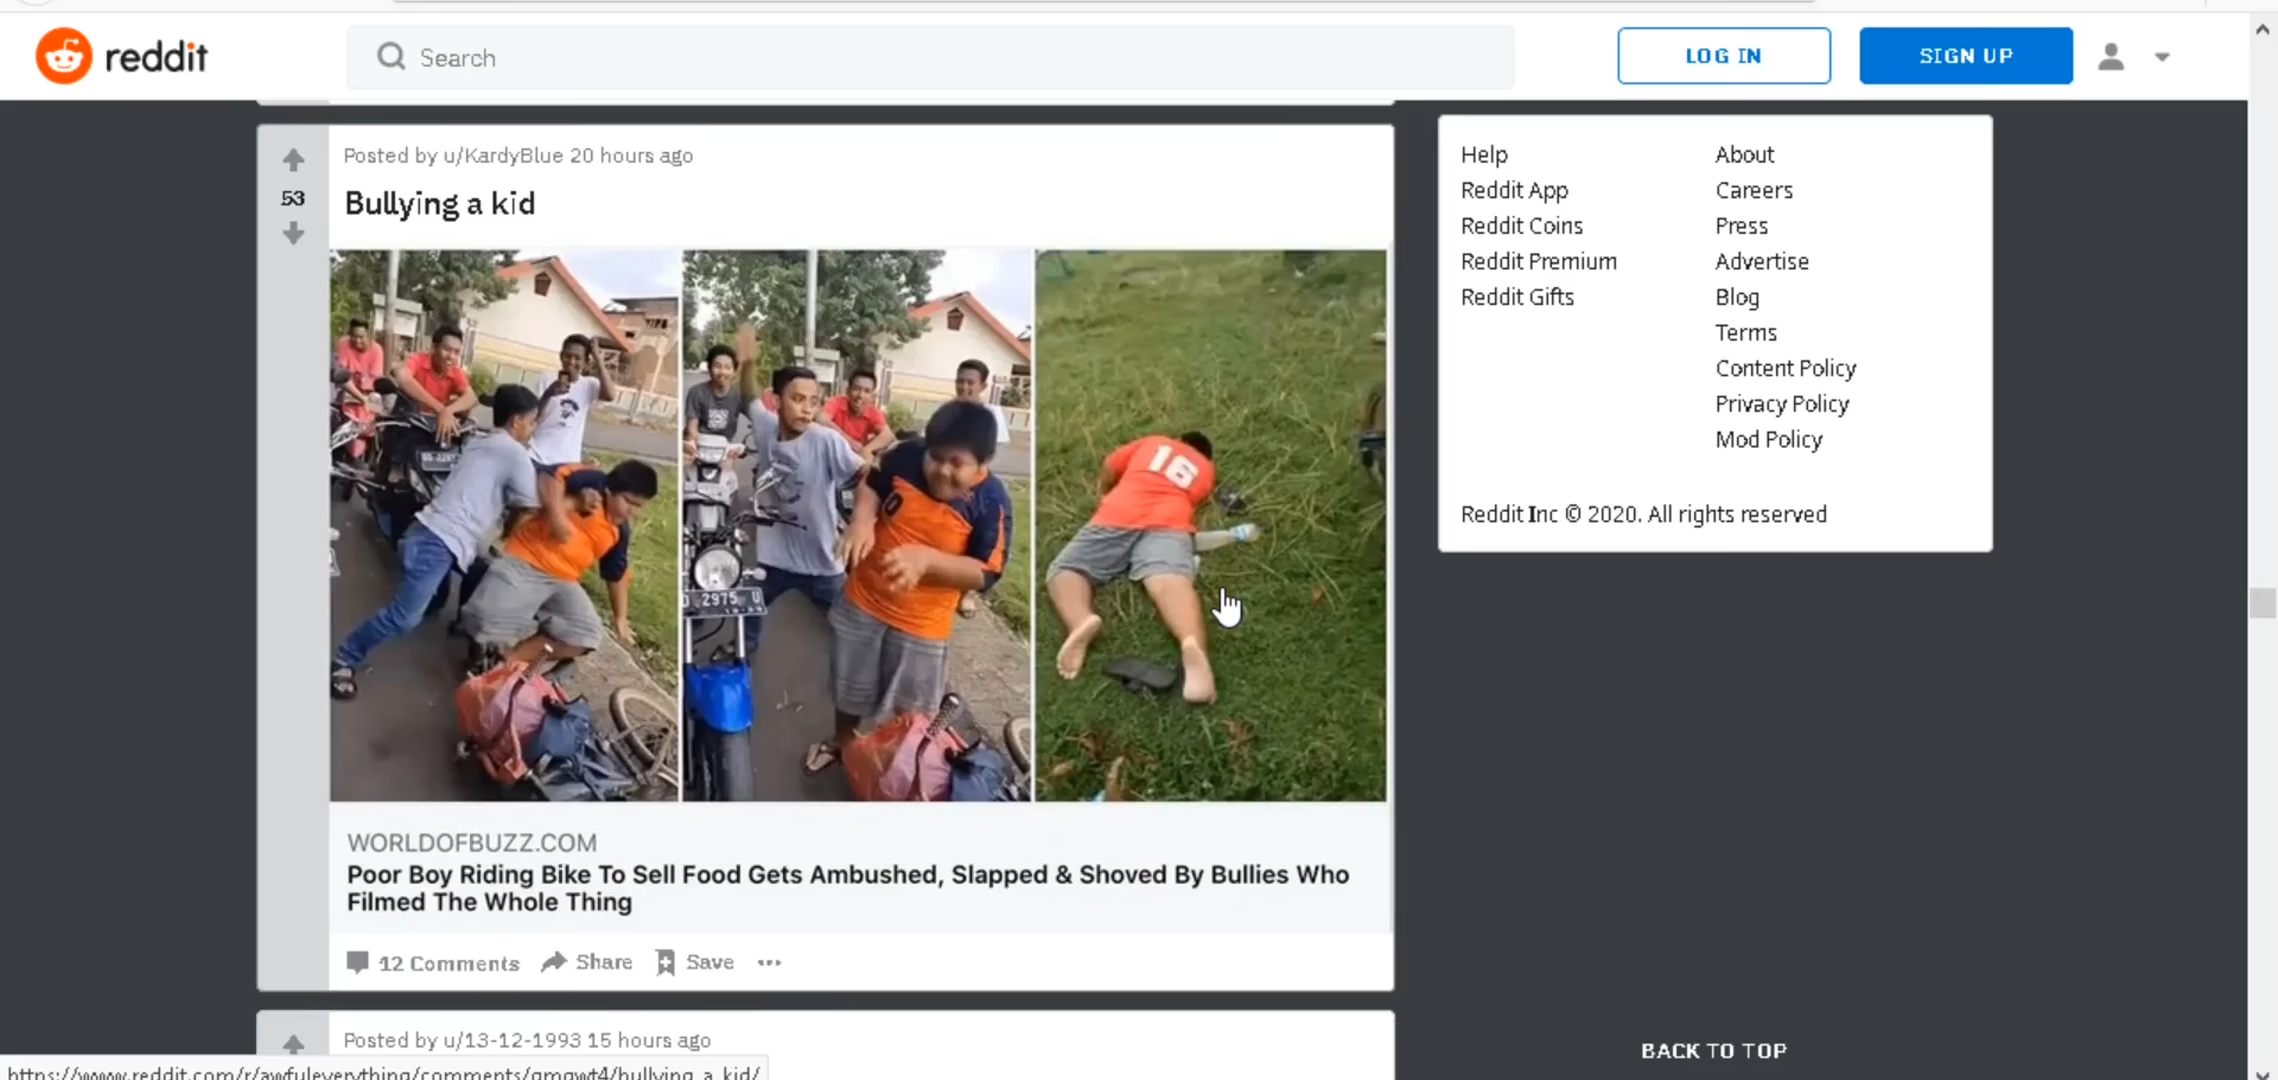 reddit
Search
LOG IN
SIGN UP
Posted by u/KardyBlue 20 hours ago
53
Bullying a kid
2975 U
16
WORLDOFBUZZ.COM
Poor Boy Riding Bike To Sell Food Gets Ambushed, Slapped & Shoved By Bullies Who
Filmed The Whole Thing
12 Comments
Share
Save
Posted by u/13-12-1993 15 hours ago
https://www.reddit.com/r/awfuleverything/comments/gmqwt4/bullying_a_kid/
Help
Reddit App
Reddit Coins
Reddit Premium
Reddit Gifts
About
Careers
Press
Advertise
Blog
Terms
Content Policy
Privacy Policy
Mod Policy
Reddit Inc © 2020. All rights reserved
BACK TO TOP